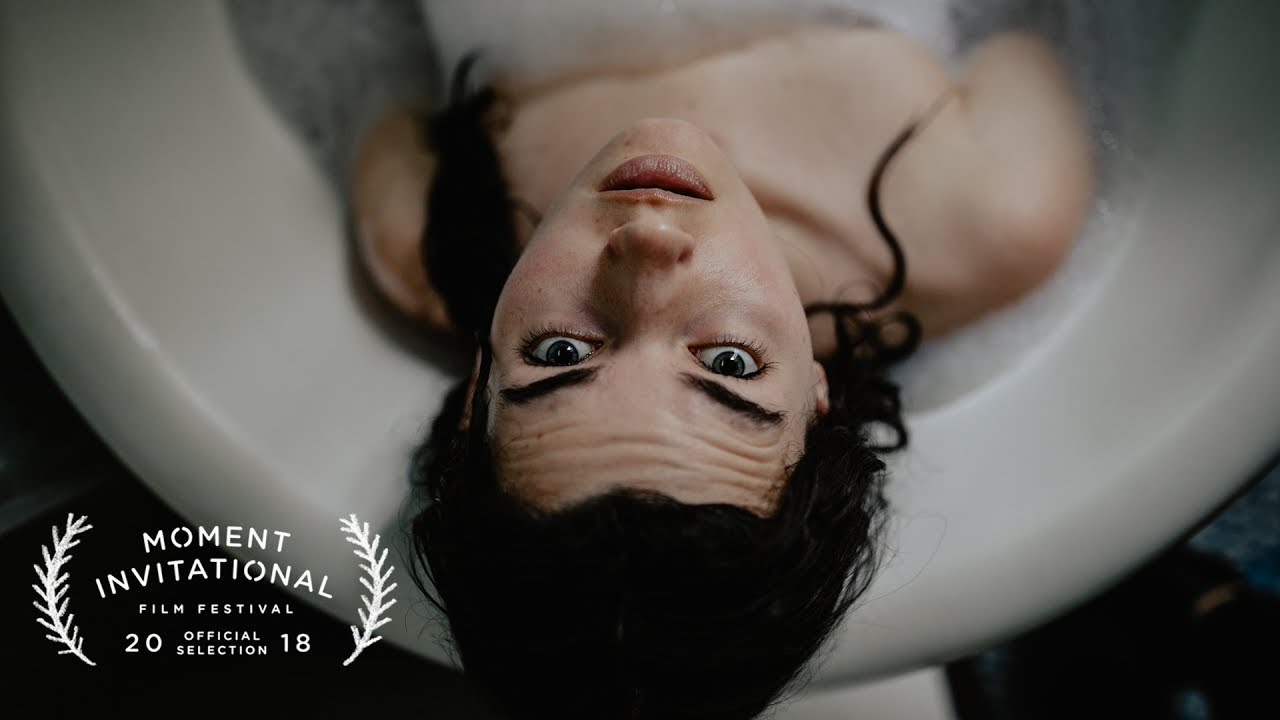 MOMENT
INVITATIONAL
FILM FESTIVAL
20 OFFICIAL SELECTION 18